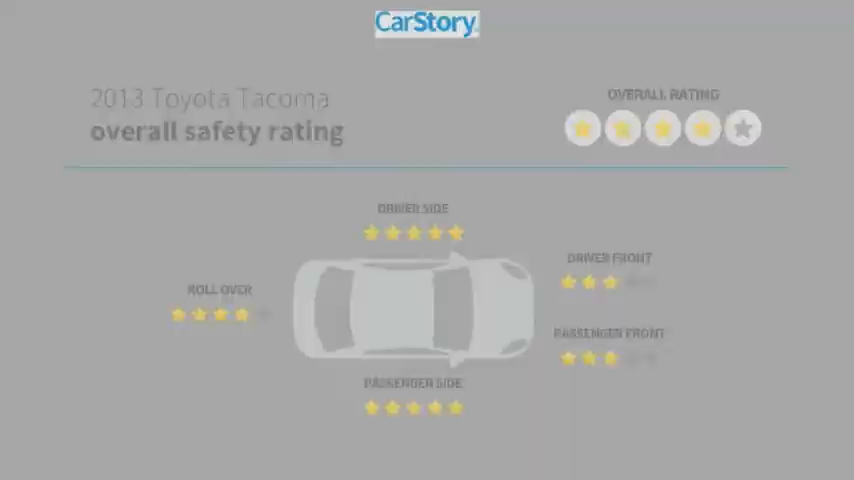 CarStory
2013 Toyota Tacoma
overall safety rating
OVERALL RATING
DRIVER SIDE
DRIVER FRONT
ROLL OVER
PASSENGER FRONT
PASSENGER SIDE